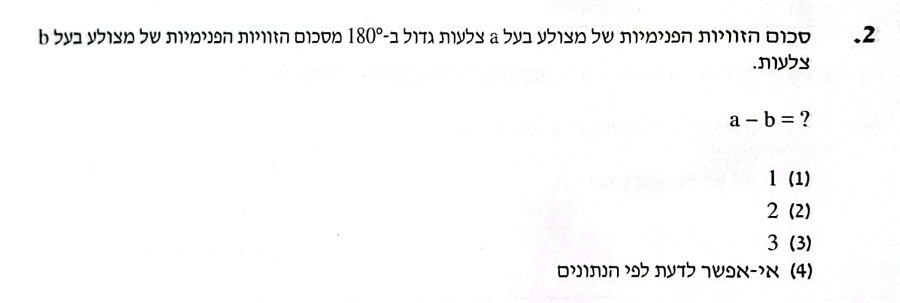 2. סכום הזוויות הפנימיות של מצולע בעל a צלעות גדול ב-180° מסכום הזוויות הפנימיות של מצולע בעל b
צלעות.
a – b = ?
(1) 1
(2) 2
(3) 3
(4) אי-אפשר לדעת לפי הנתונים